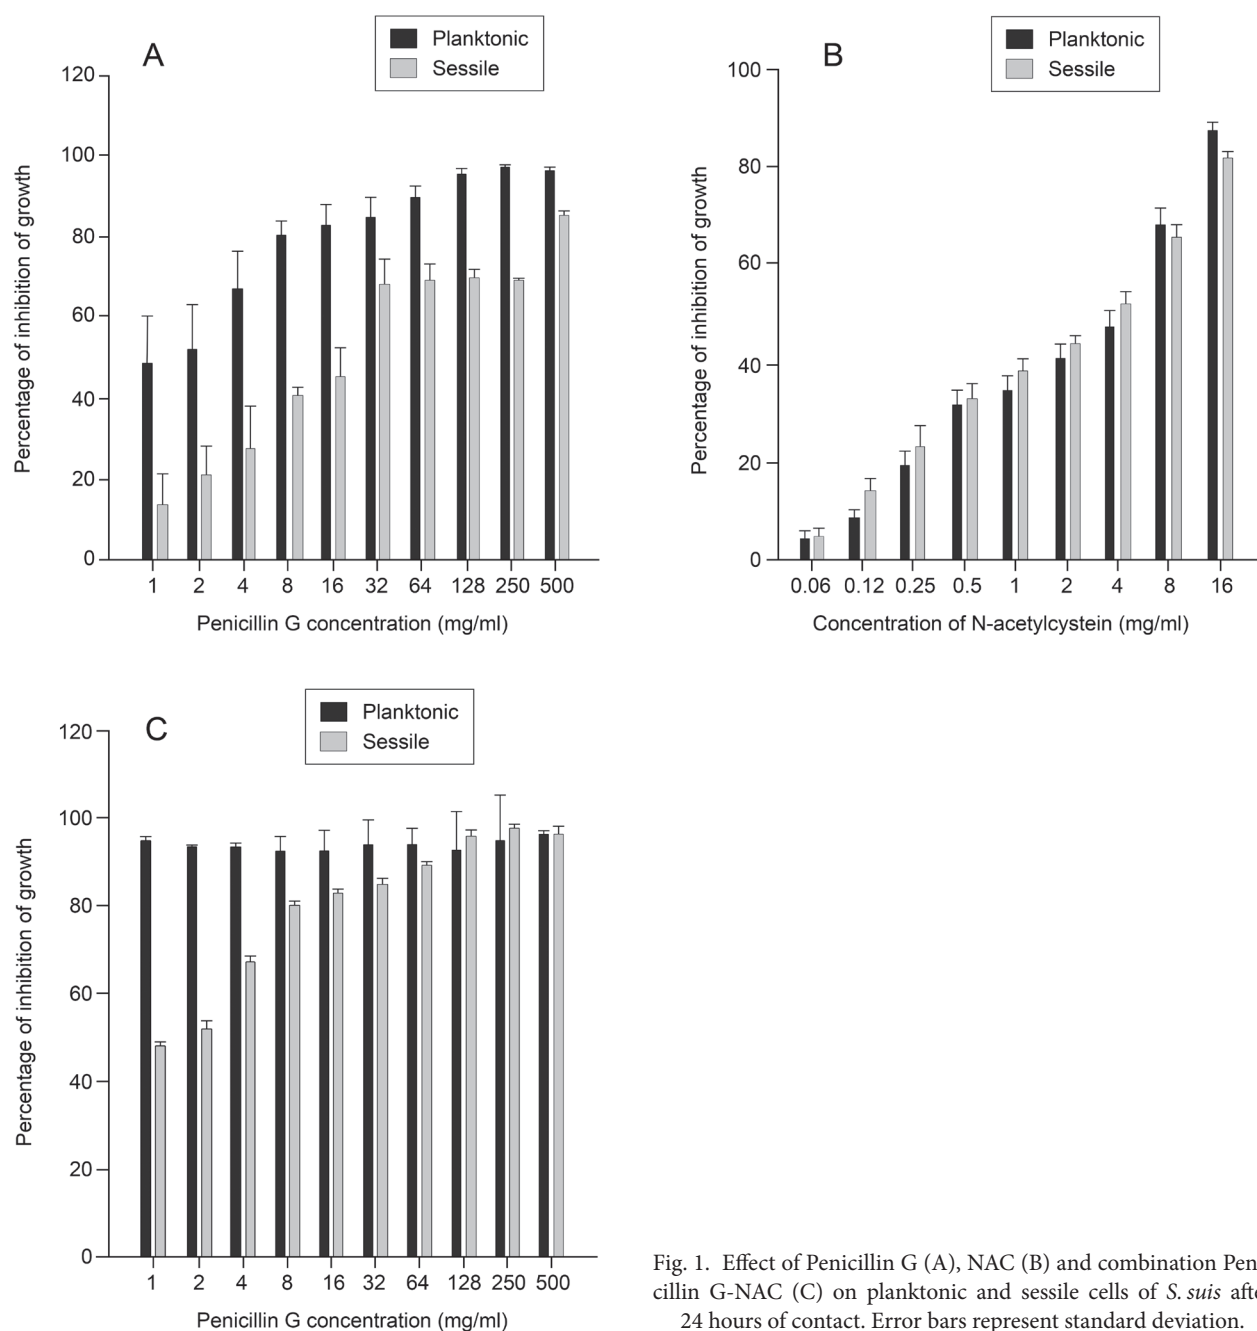 A
Planktonic
Sessile
120
100
80
60
40
20
0
Percentage of inhibition of growth
1 2 4 8 16 32 64 128 250 500
Penicillin G concentration (mg/ml)
B
Planktonic
Sessile
100
80
60
40
20
0
Percentage of inhibition of growth
0.06 0.12 0.25 0.5 1 2 4 8 16
Concentration of N-acetylcystein (mg/ml)
C
Planktonic
Sessile
120
100
80
60
40
20
0
Percentage of inhibition of growth
1 2 4 8 16 32 64 128 250 500
Penicillin G concentration (mg/ml)
Fig. 1. Effect of Penicillin G (A), NAC (B) and combination Peni
cillin G-NAC (C) on planktonic and sessile cells of S. suis afte
24 hours of contact. Error bars represent standard deviation.